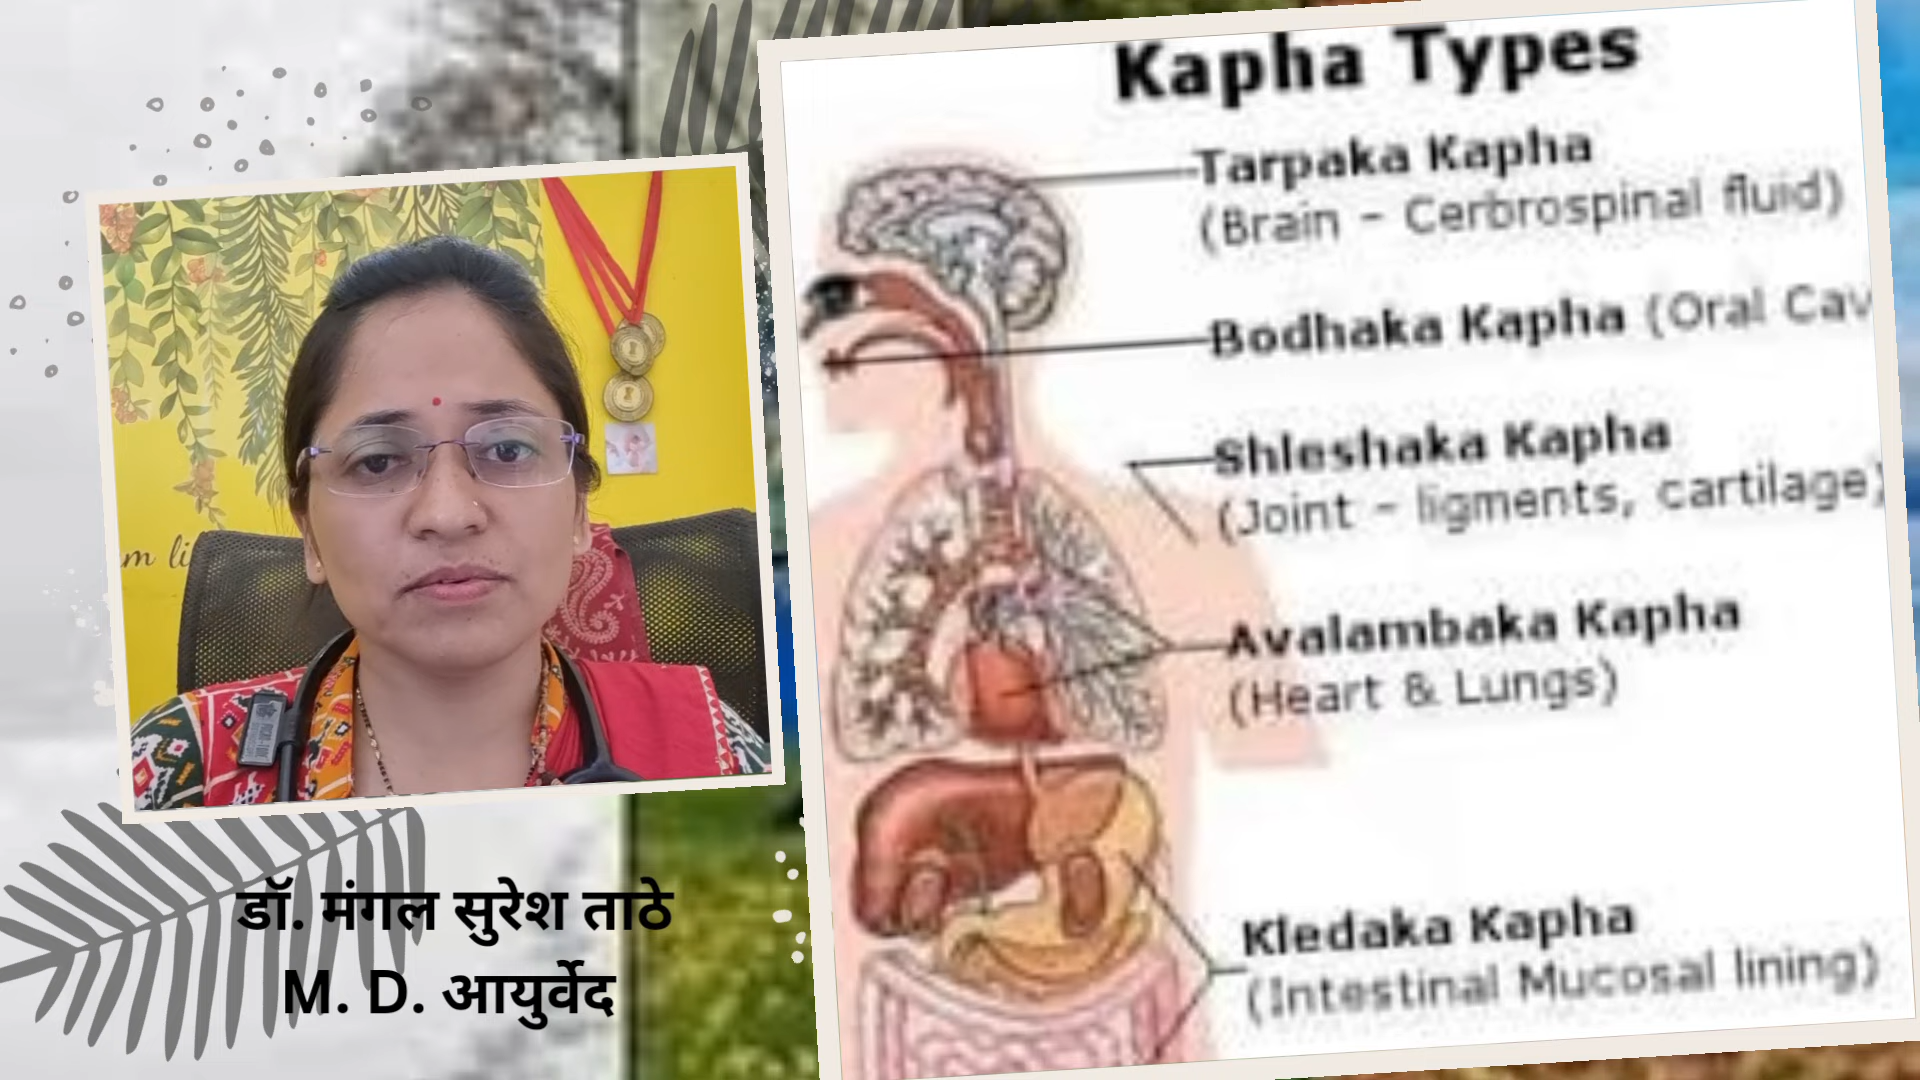 Kapha Types
Tarpaka Kapha
(Brain - Cerbrospinal fluid)
Bodhaka Kapha (Oral Cav
Shleshaka Kapha
(Joint - ligments, cartilage)
Avalambaka Kapha
(Heart & Lungs)
Kledaka Kapha
(Intestinal Mucosal lining)
m li
डॉ. मंगल सुरेश ताठे
M. D. आयुर्वेद